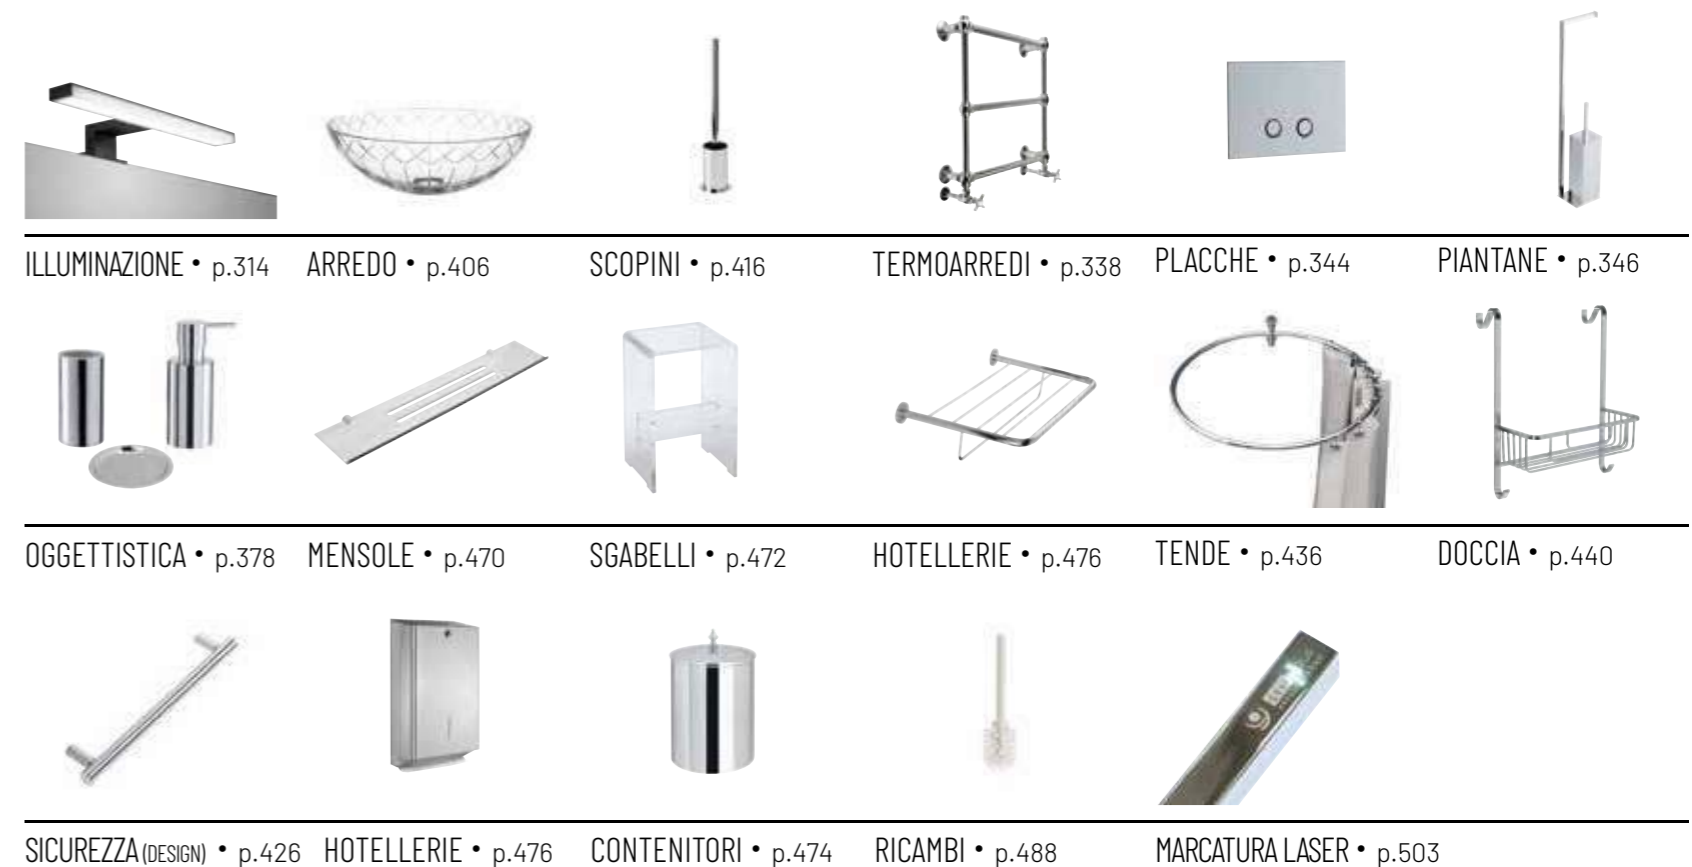 ILLUMINAZIONE • p.314 ARREDO • p.406 SCOPINI • p.416 TERMOARREDI • p.338 PLACCHE • p.344 PIANTANE • p.346
OGGETTISTICA • p.378 MENSOLE • p.470 SGABELLI • p.472 HOTELLERIE • p.476 TENDE • p.436 DOCCIA • p.440
SICUREZZA (DESIGN) • p.426 HOTELLERIE • p.476 CONTENITORI • p.474 RICAMBI • p.488 MARCATURA LASER • p.503